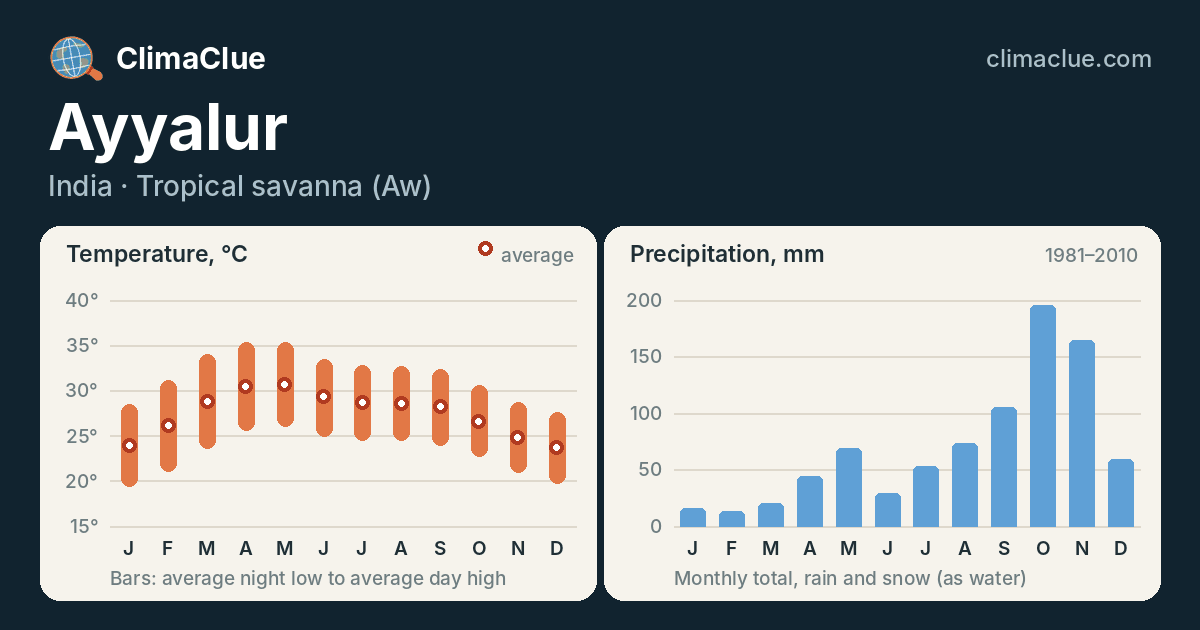 ClimaClue
climaclue.com
Ayyalur
India · Tropical savanna (Aw)
Temperature, °C
average
40°
35°
30°
25°
20°
15°
J F M A M J J A S O N D
Bars: average night low to average day high
Precipitation, mm
1981–2010
200
150
100
50
0
J F M A M J J A S O N D
Monthly total, rain and snow (as water)